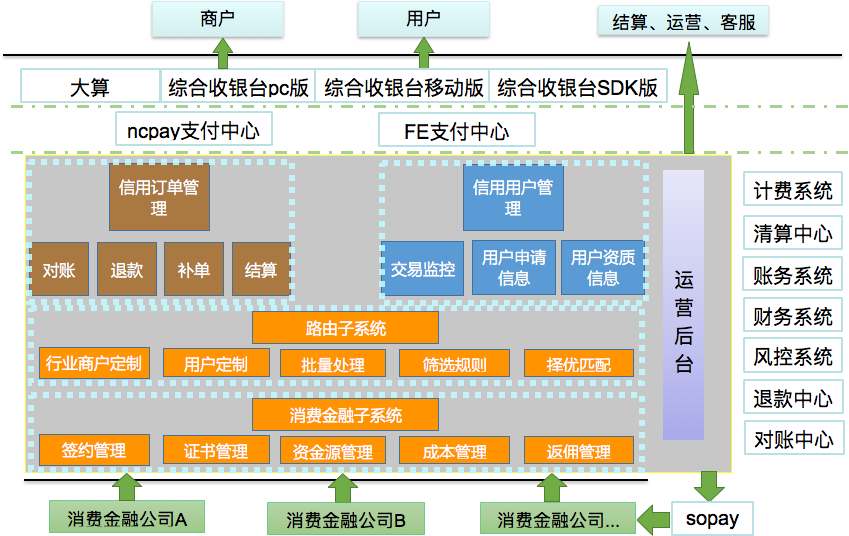 商户
用户
结算、运营、客服
大算
综合收银台pc版
综合收银台移动版
综合收银台SDK版
ncpay支付中心
FE支付中心
信用订单管
理
对账
退款
补单
结算
信用用户管
理
交易监控
用户申请
信息
用户资质
信息
路由子系统
行业商户定制
用户定制
批量处理
筛选规则
择优匹配
消费金融子系统
签约管理
证书管理
资金源管理
成本管理
返佣管理
运
营
后
台
计费系统
清算中心
账务系统
财务系统
风控系统
退款中心
对账中心
消费金融公司A
消费金融公司B
消费金融公司...
sopay